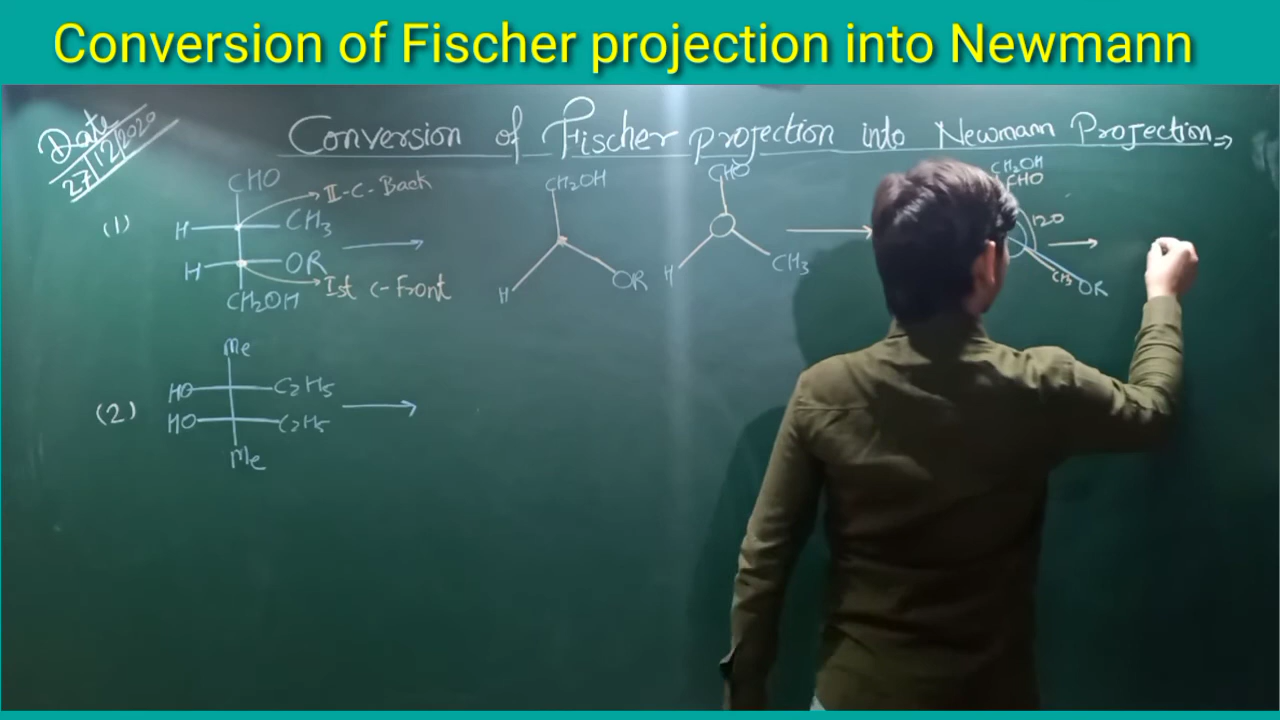 Conversion of Fischer projection into Newmann
Date
27/12/2020
Conversion of Fischer projection into Newmann Projection
(1)
CHO
II-C-Back
H CH3
H OR
Ist C-Front
CH2OH
CH2OH
H OR
CHO
H CH3
CH2OH
CHO
120
CH3 OR
(2)
Me
HO C2H5
HO C2H5
Me